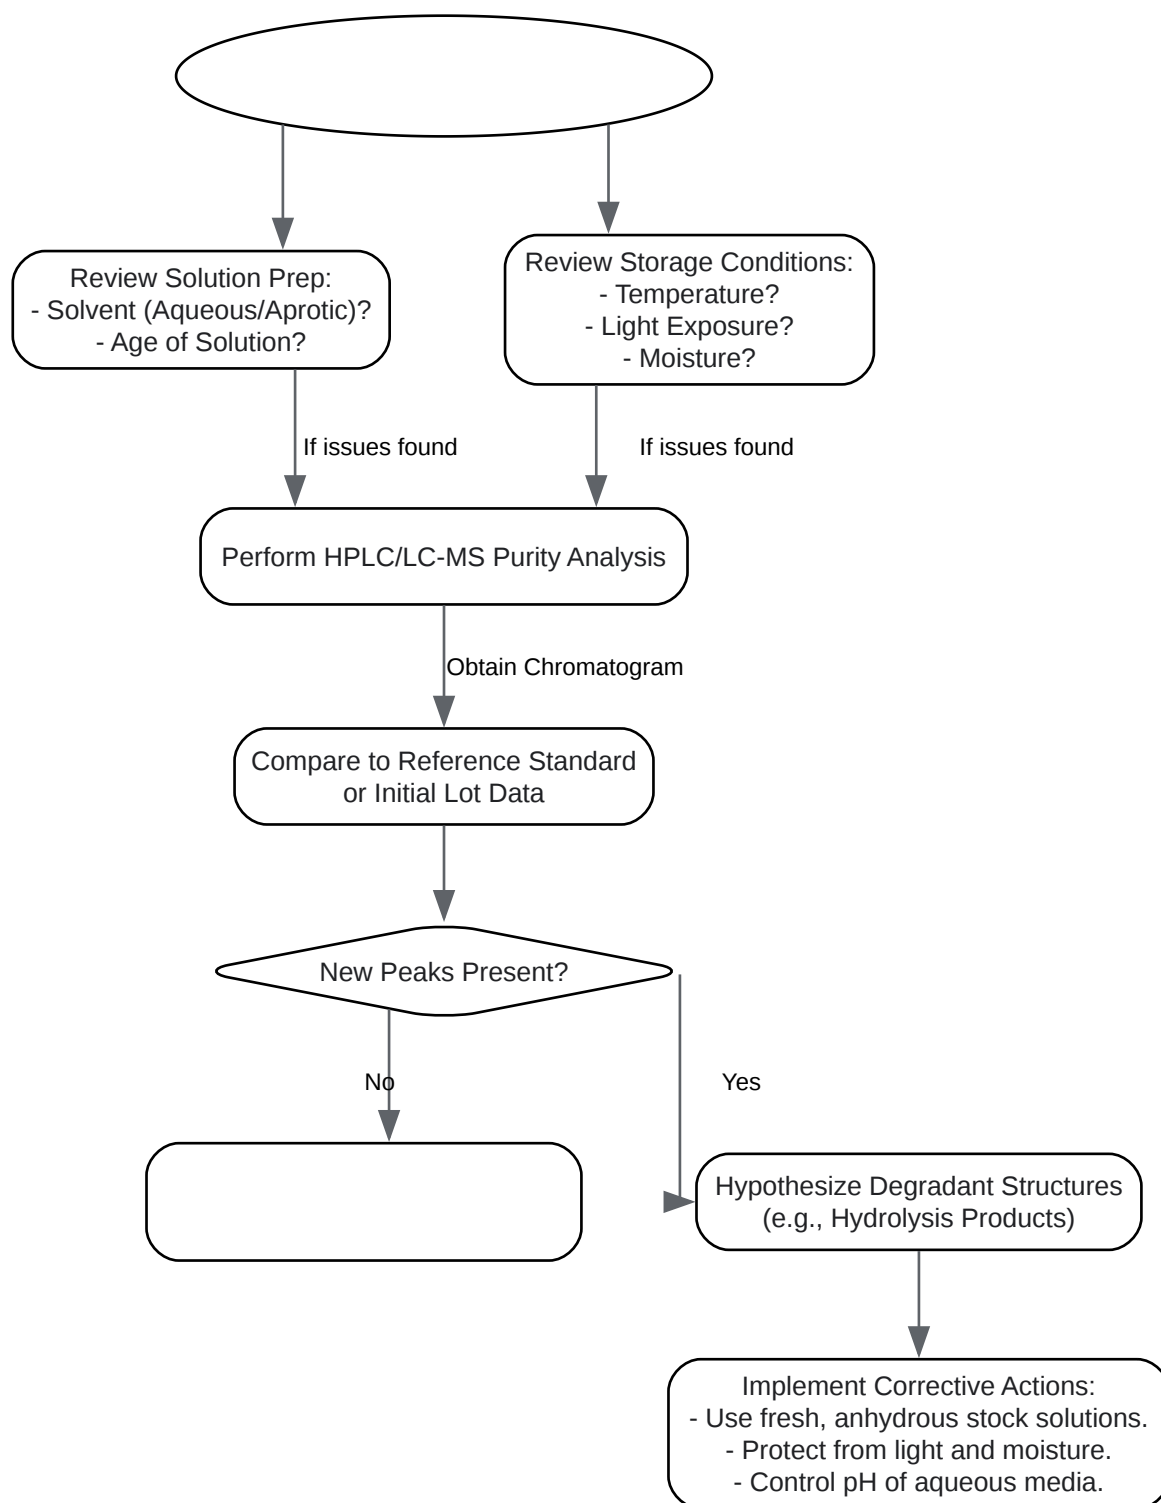 Review Solution Prep:
- Solvent (Aqueous/Aprotic)?
- Age of Solution?
Review Storage Conditions:
- Temperature?
- Light Exposure?
- Moisture?
If issues found
If issues found
Perform HPLC/LC-MS Purity Analysis
Obtain Chromatogram
Compare to Reference Standard
or Initial Lot Data
New Peaks Present?
No
Yes
Hypothesize Degradant Structures
(e.g., Hydrolysis Products)
Implement Corrective Actions:
- Use fresh, anhydrous stock solutions.
- Protect from light and moisture.
- Control pH of aqueous media.